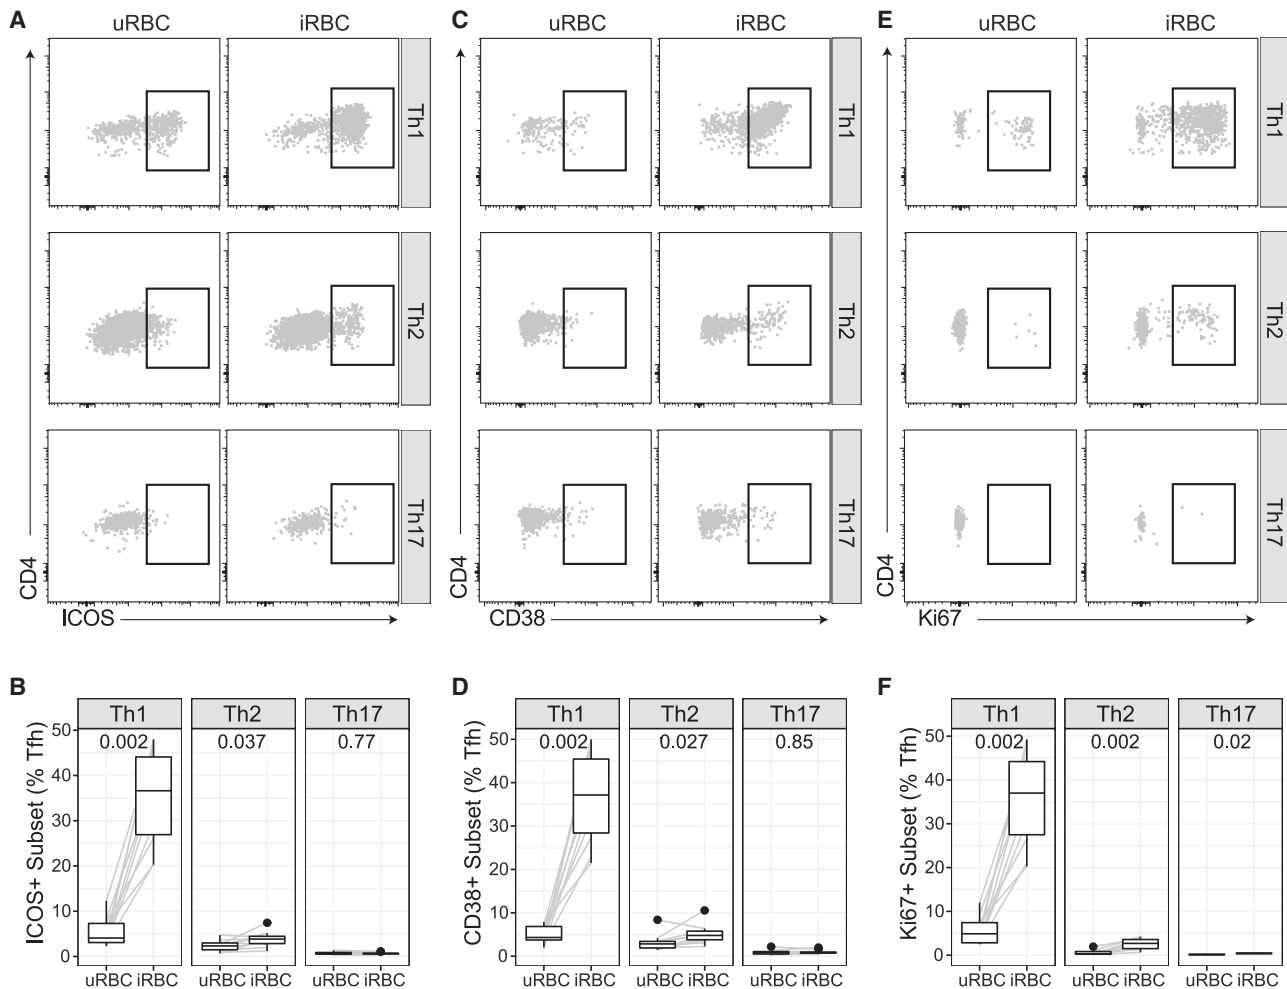 A
uRBC iRBC
Th1
Th2
Th17
CD4
ICOS
C
uRBC iRBC
Th1
Th2
Th17
CD4
CD38
E
uRBC iRBC
Th1
Th2
Th17
CD4
Ki67
B
Th1 Th2 Th17
0.002 0.037 0.77
ICOS+ Subset (% Tfh)
50
40
30
20
10
0
uRBC iRBC uRBC iRBC uRBC iRBC
D
Th1 Th2 Th17
0.002 0.027 0.85
CD38+ Subset (% Tfh)
50
40
30
20
10
0
uRBC iRBC uRBC iRBC uRBC iRBC
F
Th1 Th2 Th17
0.002 0.002 0.02
Ki67+ Subset (% Tfh)
50
40
30
20
10
0
uRBC iRBC uRBC iRBC uRBC iRBC